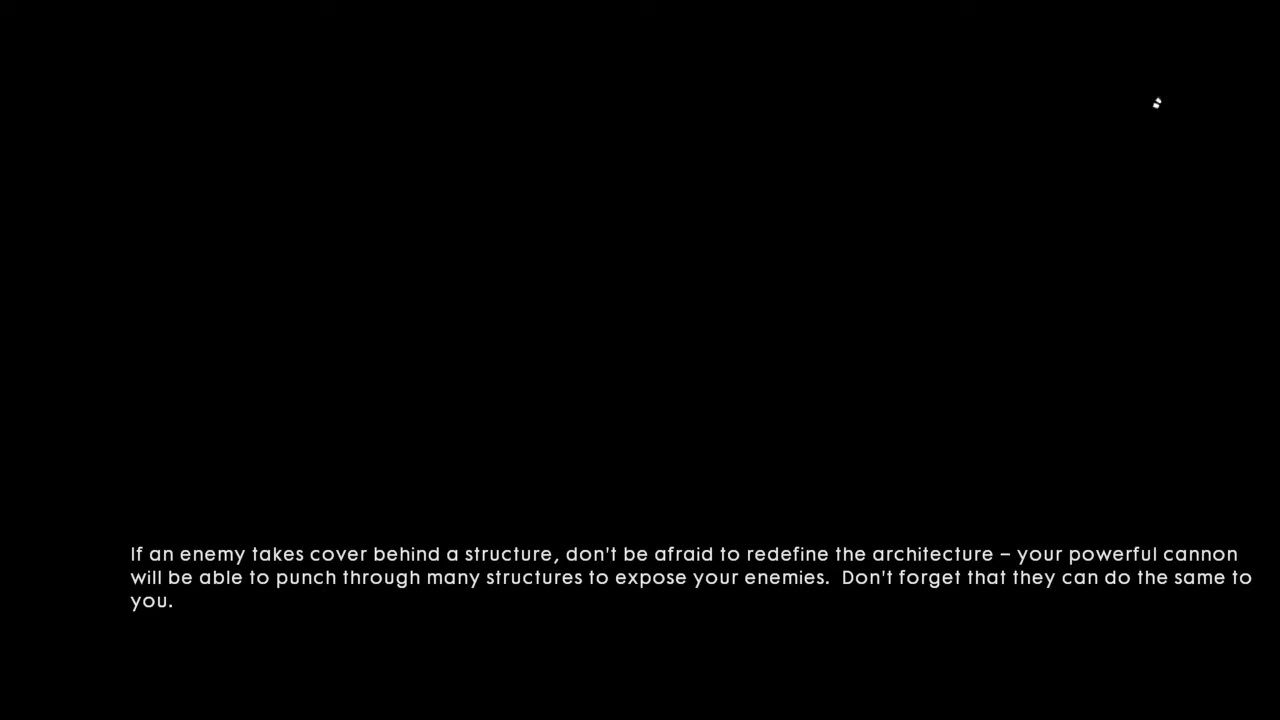 If an enemy takes cover behind a structure, don't be afraid to redefine the architecture – your powerful cannon
will be able to punch through many structures to expose your enemies.  Don't forget that they can do the same to
you.